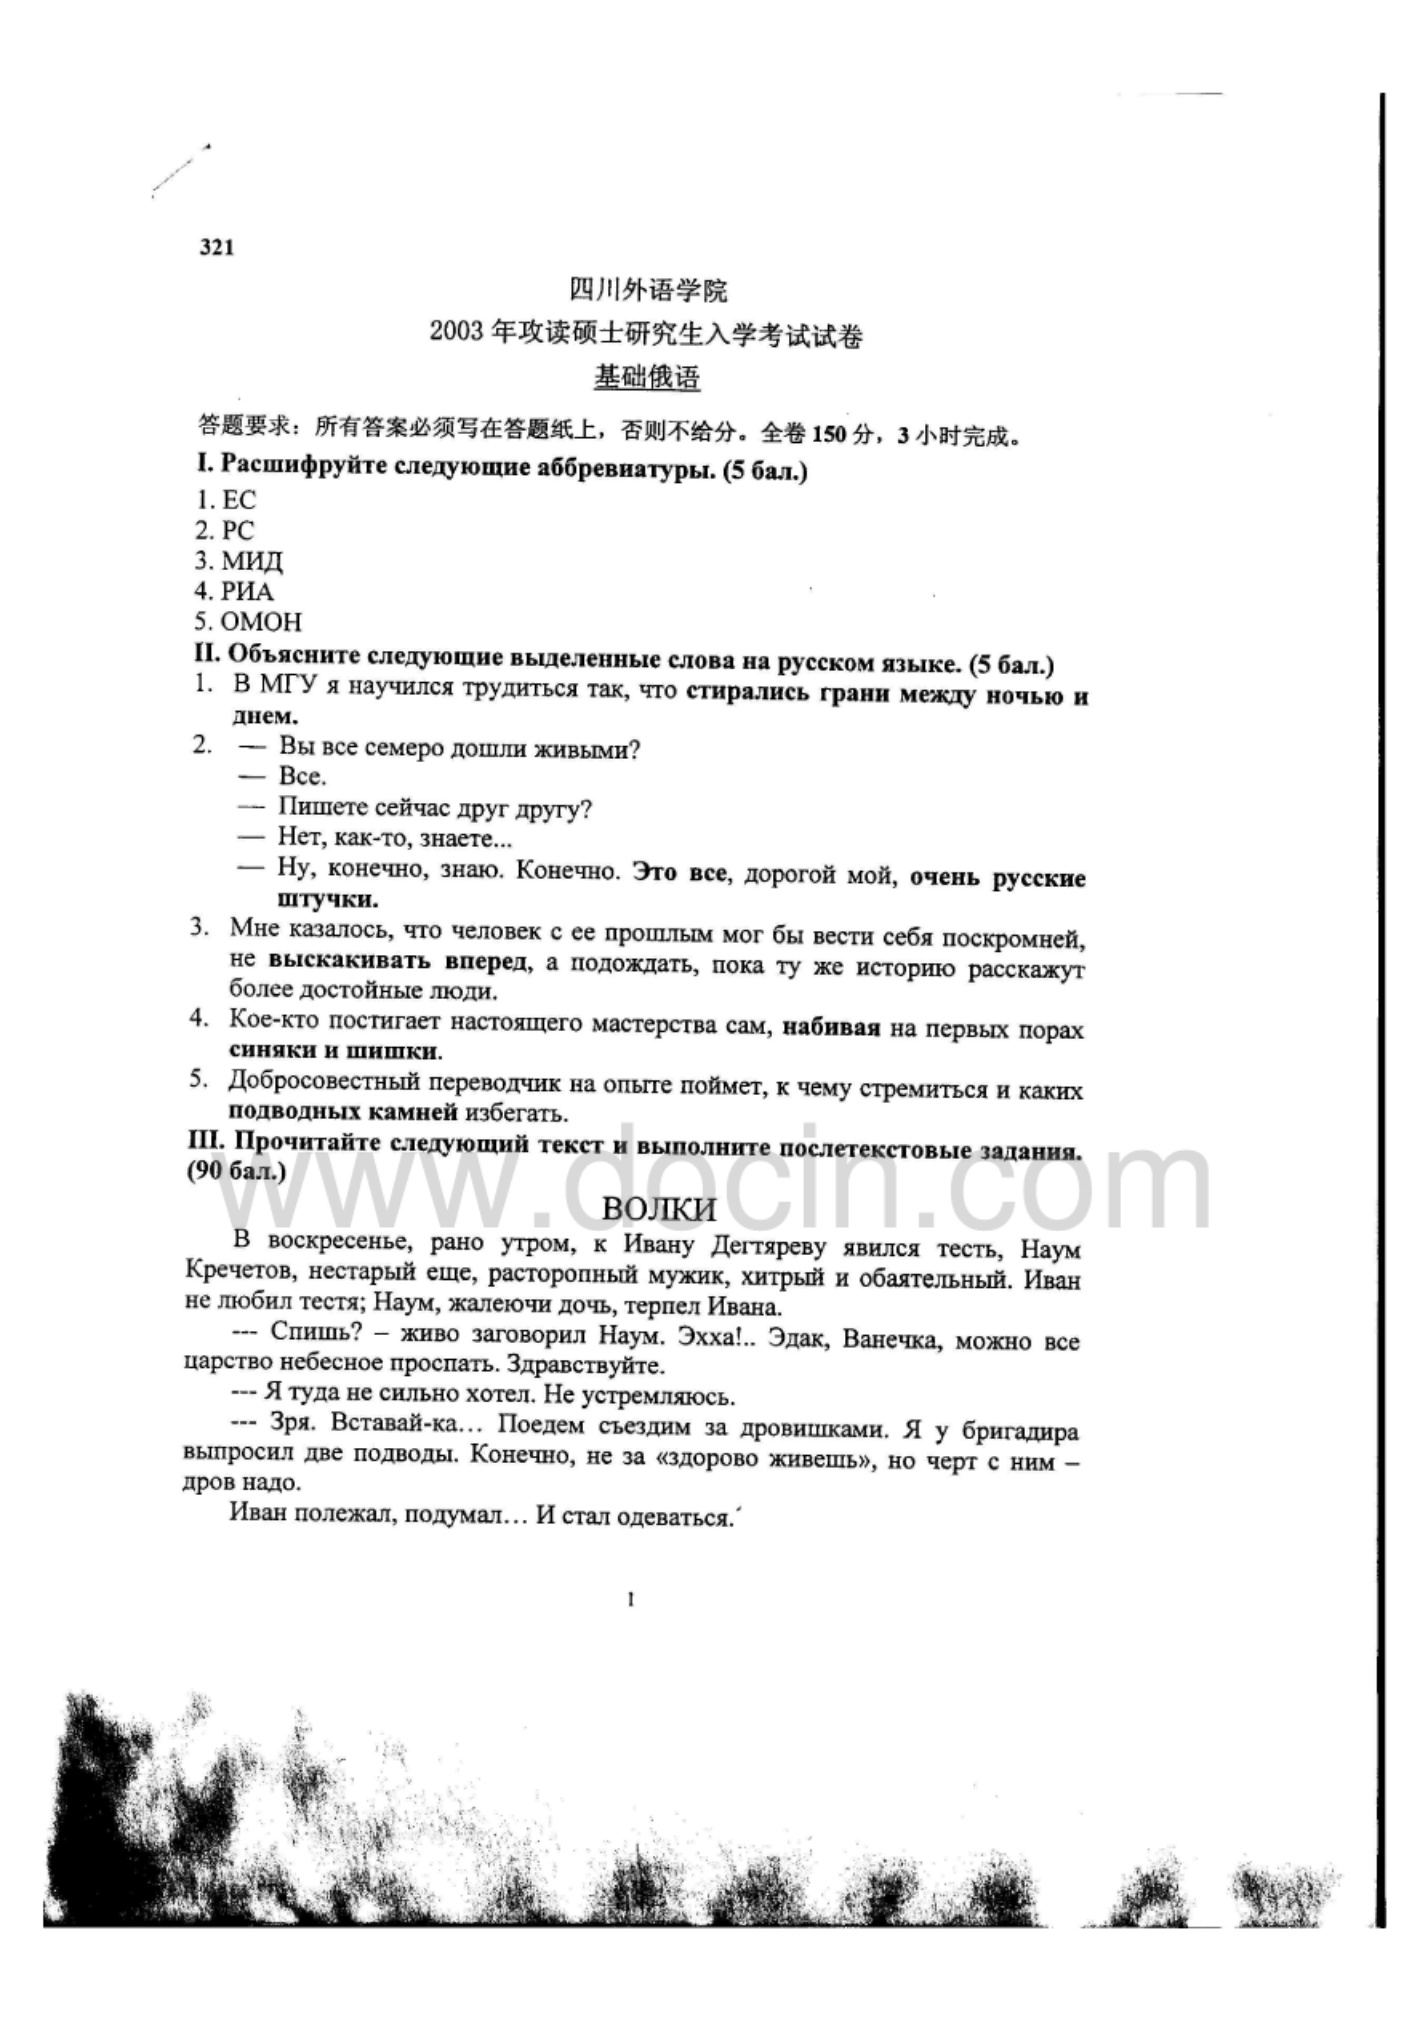 321
四川外语学院
2003 年攻读硕士研究生入学考试试卷
基础俄语
答题要求：所有答案必须写在答题纸上，否则不给分。全卷 150 分，3 小时完成。
I. Расшифруйте следующие аббревиатуры. (5 бал.)
1. ЕС
2. РС
3. МИД
4. РИА
5. ОМОН
II. Объясните следующие выделенные слова на русском языке. (5 бал.)
1. В МГУ я научился трудиться так, что стирались грани между ночью и
днем.
2. — Вы все семеро дошли живыми?
— Все.
— Пишете сейчас друг другу?
— Нет, как-то, знаете...
— Ну, конечно, знаю. Конечно. Это все, дорогой мой, очень русские
штучки.
3. Мне казалось, что человек с ее прошлым мог бы вести себя поскромней,
не выскакивать вперед, а подождать, пока ту же историю расскажут
более достойные люди.
4. Кое-кто постигает настоящего мастерства сам, набивая на первых порах
синяки и шишки.
5. Добросовестный переводчик на опыте поймет, к чему стремиться и каких
подводных камней избегать.
III. Прочитайте следующий текст и выполните послетекстовые задания.
(90 бал.)
www.docin.com
ВОЛКИ
В воскресенье, рано утром, к Ивану Дегтяреву явился тесть, Наум
Кречетов, нестарый еще, расторопный мужик, хитрый и обаятельный. Иван
не любил тестя; Наум, жалеючи дочь, терпел Ивана.
--- Спишь? – живо заговорил Наум. Эхха!.. Эдак, Ванечка, можно все
царство небесное проспать. Здравствуйте.
--- Я туда не сильно хотел. Не устремляюсь.
--- Зря. Вставай-ка… Поедем съездим за дровишками. Я у бригадира
выпросил две подводы. Конечно, не за «здорово живешь», но черт с ним –
дров надо.
Иван полежал, подумал… И стал одеваться.
1